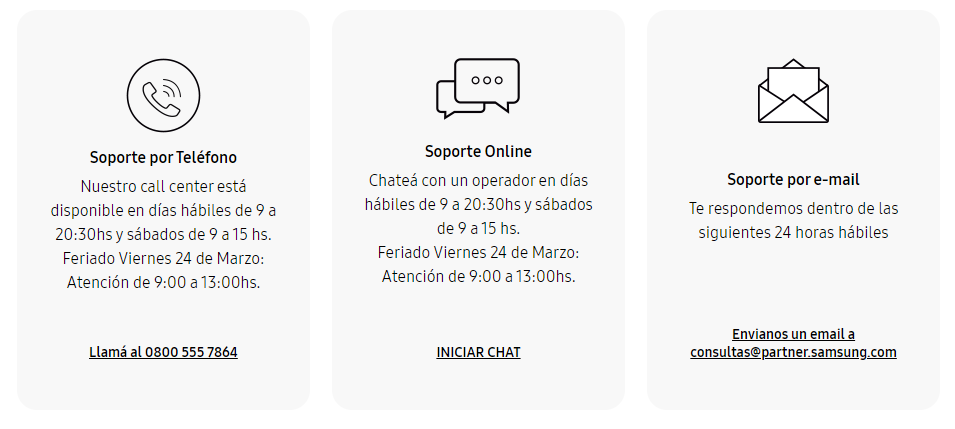 Soporte por Teléfono
Nuestro call center está
disponible en días hábiles de 9 a
20:30hs y sábados de 9 a 15 hs.
Feriado Viernes 24 de Marzo:
Atención de 9:00 a 13:00hs.
Llamá al 0800 555 7864
Soporte Online
Chateá con un operador en días
hábiles de 9 a 20:30hs y sábados
de 9 a 15 hs.
Feriado Viernes 24 de Marzo:
Atención de 9:00 a 13:00hs.
INICIAR CHAT
Soporte por e-mail
Te respondemos dentro de las
siguientes 24 horas hábiles
Envianos un email a
consultas@partner.samsung.com